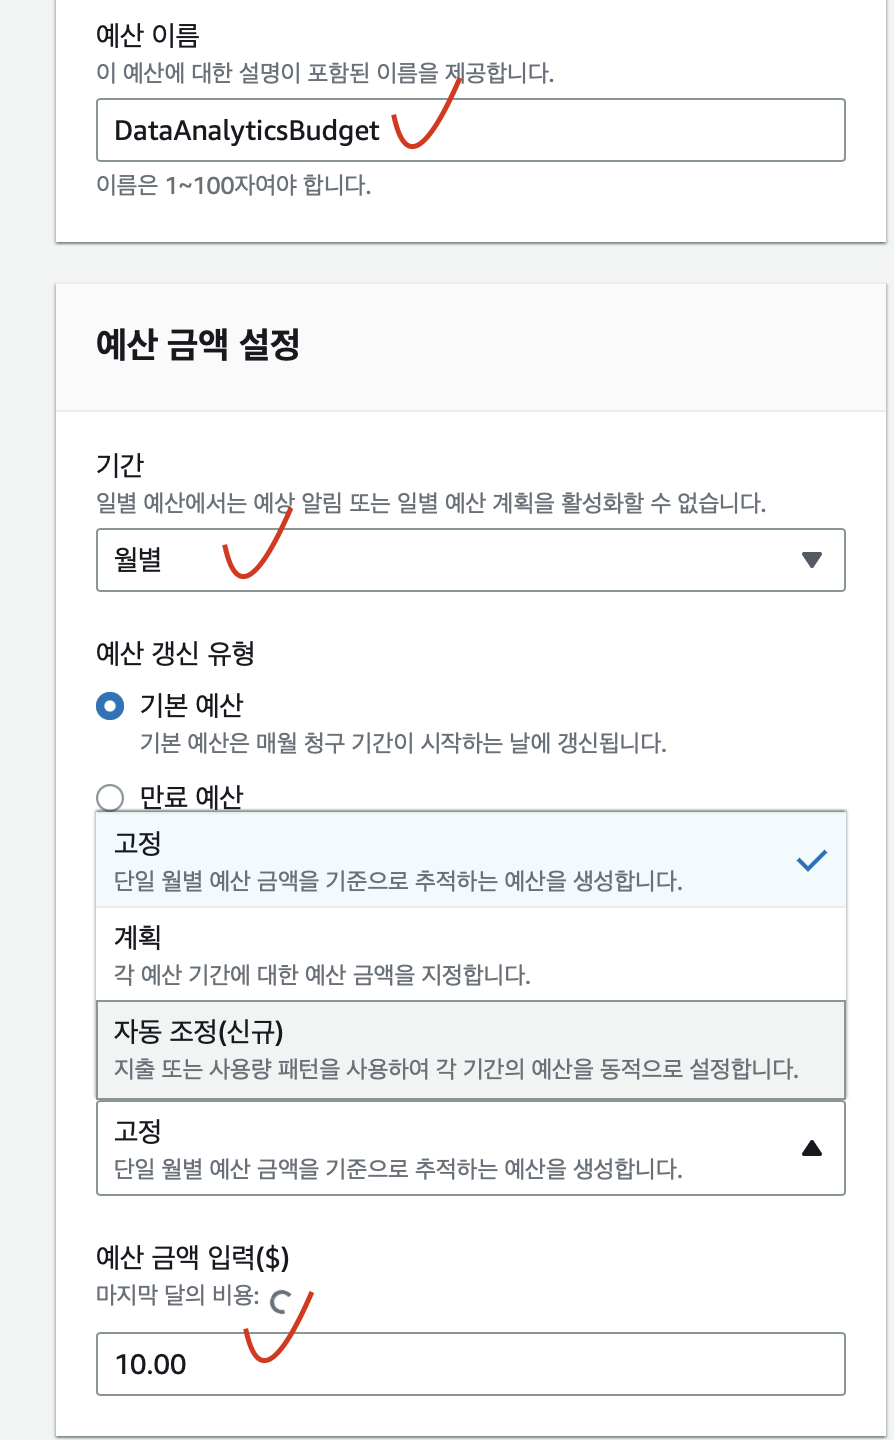 예산 이름
이 예산에 대한 설명이 포함된 이름을 제공합니다.
DataAnalyticsBudget
이름은 1~100자여야 합니다.
예산 금액 설정
기간
일별 예산에서는 예상 알림 또는 일별 예산 계획을 활성화할 수 없습니다.
월별
예산 갱신 유형
기본 예산
기본 예산은 매월 청구 기간이 시작하는 날에 갱신됩니다.
만료 예산
고정
단일 월별 예산 금액을 기준으로 추적하는 예산을 생성합니다.
계획
각 예산 기간에 대한 예산 금액을 지정합니다.
자동 조정(신규)
지출 또는 사용량 패턴을 사용하여 각 기간의 예산을 동적으로 설정합니다.
고정
단일 월별 예산 금액을 기준으로 추적하는 예산을 생성합니다.
예산 금액 입력($)
마지막 달의 비용:
10.00